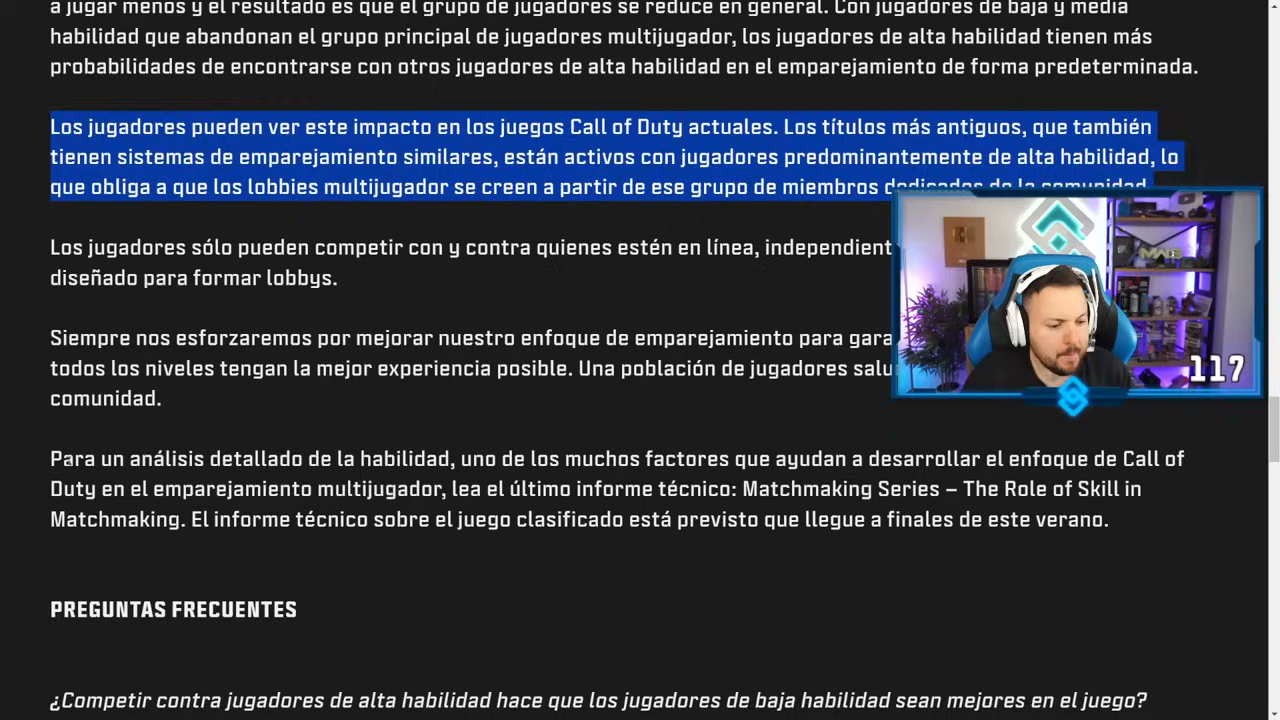 a jugar menos y el resultado es que el grupo de jugadores se reduce en general. Con jugadores de baja y media
habilidad que abandonan el grupo principal de jugadores multijugador, los jugadores de alta habilidad tienen más
probabilidades de encontrarse con otros jugadores de alta habilidad en el emparejamiento de forma predeterminada.
Los jugadores pueden ver este impacto en los juegos Call of Duty actuales. Los títulos más antiguos, que también
tienen sistemas de emparejamiento similares, están activos con jugadores predominantemente de alta habilidad, lo
que obliga a que los lobbies multijugador se creen a partir de ese grupo de miembros dedicados de la comunidad.
Los jugadores sólo pueden competir con y contra quienes estén en línea,
diseñado para formar lobbys.
Siempre nos esforzaremos por mejorar nuestro enfoque de emparejamiento para
todos los niveles tengan la mejor experiencia posible. Una población de jugadores
comunidad.
117
Para un análisis detallado de la habilidad, uno de los muchos factores que ayudan a desarrollar el enfoque de Call of
Duty en el emparejamiento multijugador, lea el último informe técnico: Matchmaking Series – The Role of Skill in
Matchmaking. El informe técnico sobre el juego clasificado está previsto que llegue a finales de este verano.
PREGUNTAS FRECUENTES
¿Competir contra jugadores de alta habilidad hace que los jugadores de baja habilidad sean mejores en el juego?